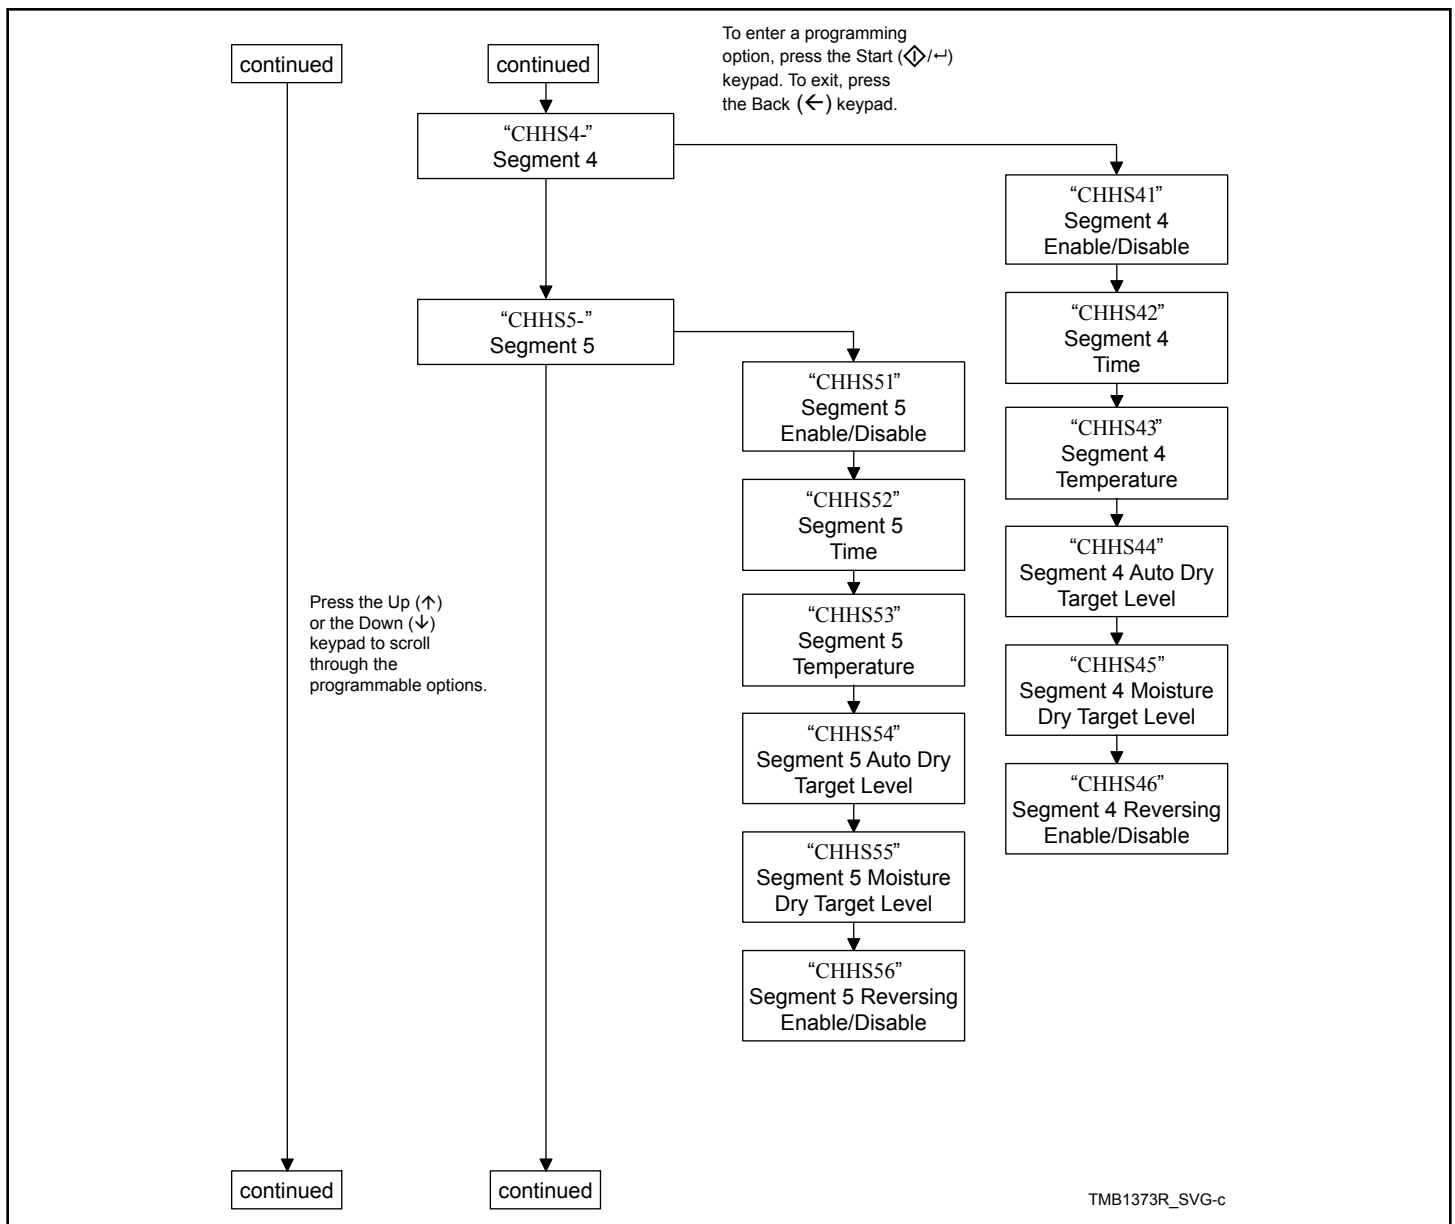 continued
continued
To enter a programming
option, press the Start (/↵)
keypad. To exit, press
the Back (←) keypad.
“CHHS4-”
Segment 4
“CHHS41”
Segment 4
Enable/Disable
“CHHS42”
Segment 4
Time
“CHHS43”
Segment 4
Temperature
“CHHS44”
Segment 4 Auto Dry
Target Level
“CHHS45”
Segment 4 Moisture
Dry Target Level
“CHHS46”
Segment 4 Reversing
Enable/Disable
“CHHS5-”
Segment 5
“CHHS51”
Segment 5
Enable/Disable
“CHHS52”
Segment 5
Time
“CHHS53”
Segment 5
Temperature
“CHHS54”
Segment 5 Auto Dry
Target Level
“CHHS55”
Segment 5 Moisture
Dry Target Level
“CHHS56”
Segment 5 Reversing
Enable/Disable
Press the Up (↑)
or the Down (↓)
keypad to scroll
through the
programmable options.
continued
continued
TMB1373R_SVG-c